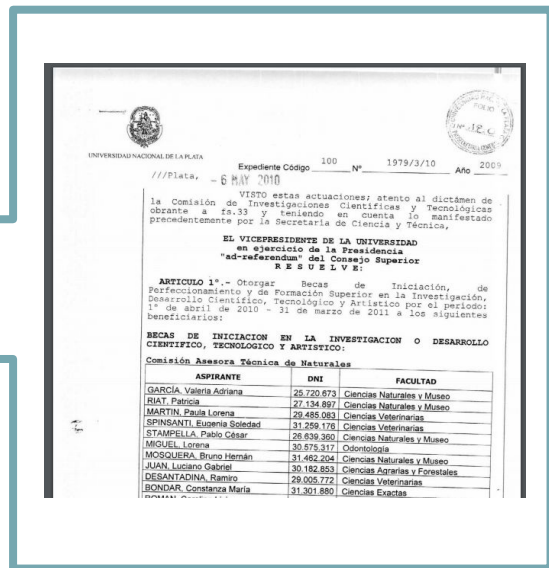 FOLIO
UNIVERSIDAD NACIONAL DE LA PLATA
Expediente Código 100 Nº 1979/3/10 Año 2009
///Plata, - 6 MAY 2010
VISTO estas actuaciones; atento al dictámen de
la Comisión de Investigaciones Científicas y Tecnológicas
obrante a fs.33 y teniendo en cuenta lo manifestado
precedentemente por la Secretaría de Ciencia y Técnica,
EL VICEPRESIDENTE DE LA UNIVERSIDAD
en ejercicio de la Presidencia
"ad-referendum" del Consejo Superior
R E S U E L V E:
ARTICULO 1º.- Otorgar Becas de Iniciación, de
Perfeccionamiento y de Formación Superior en la Investigación,
Desarrollo Científico, Tecnológico y Artístico por el período:
1º de abril de 2010 - 31 de marzo de 2011 a los siguientes
beneficiarios:
BECAS DE INICIACION EN LA INVESTIGACION O DESARROLLO
CIENTIFICO, TECNOLOGICO Y ARTISTICO:
Comisión Asesora Técnica de Naturales
ASPIRANTE DNI FACULTAD
GARCÍA, Valeria Adriana 25.720.673 Ciencias Naturales y Museo
RIAT, Patricia 27.134.897 Ciencias Naturales y Museo
MARTIN, Paula Lorena 29.485.083 Ciencias Veterinarias
SPINSANTI, Eugenia Soledad 31.259.176 Ciencias Veterinarias
STAMPELLA, Pablo César 26.639.360 Ciencias Naturales y Museo
MIGUEL, Lorena 30.575.317 Odontología
MOSQUERA, Bruno Hernán 31.462.204 Ciencias Naturales y Museo
JUAN, Luciano Gabriel 30.182.853 Ciencias Agrarias y Forestales
DESANTADINA, Ramiro 29.005.772 Ciencias Veterinarias
BONDAR, Constanza María 31.301.880 Ciencias Exactas